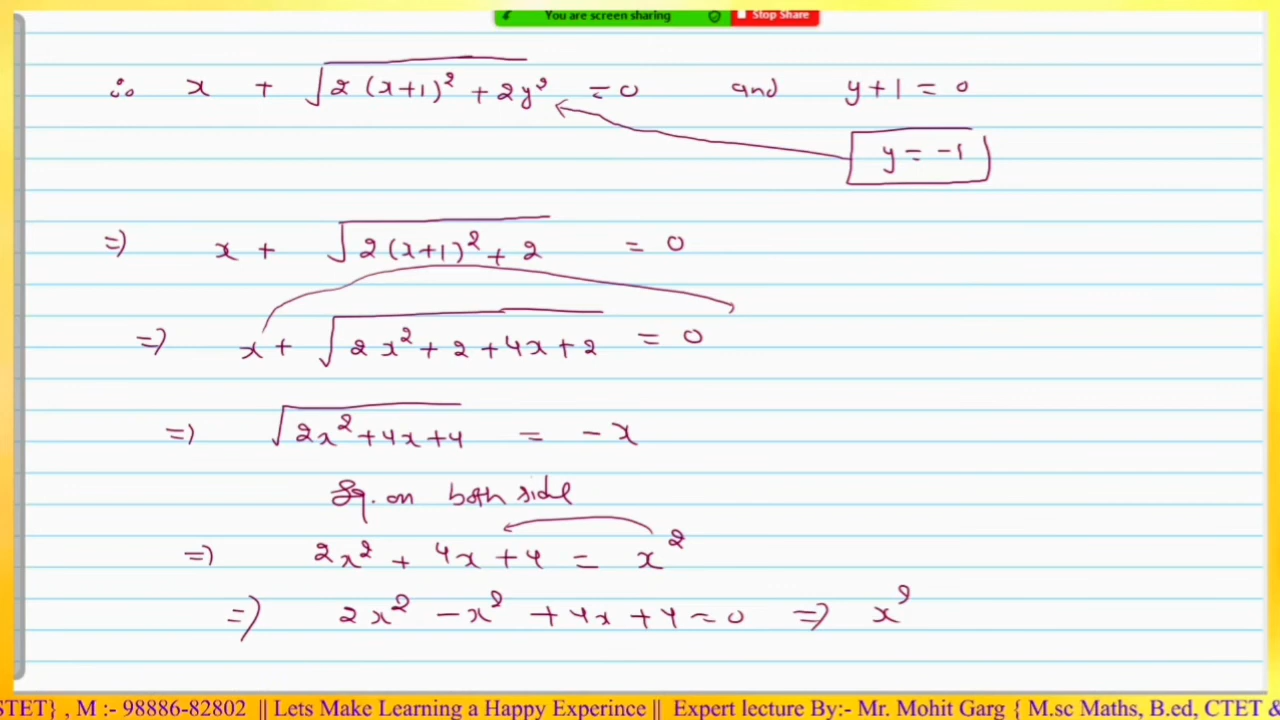 You are screen sharing Stop Share
∴ x + √(2(x+1)² + 2y²) = 0 and y+1 = 0
y = -1
⇒ x + √(2(x+1)² + 2) = 0
⇒ x + √(2x² + 2 + 4x + 2) = 0
⇒ √(2x² + 4x + 4) = -x
Sq. on both side
⇒ 2x² + 4x + 4 = x²
⇒ 2x² - x² + 4x + 4 = 0 ⇒ x²
STET} , M :- 98886-82802 || Lets Make Learning a Happy Experince || Expert lecture By:- Mr. Mohit Garg { M.sc Maths, B.ed, CTET &